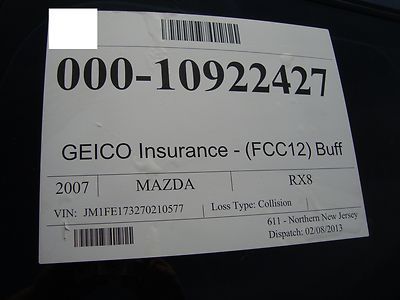 000-10922427
GEICO Insurance - (FCC12) Buff
2007 MAZDA RX8
VIN: JM1FE173270210577 Loss Type: Collision
611 - Northern New Jersey
Dispatch: 02/08/2013